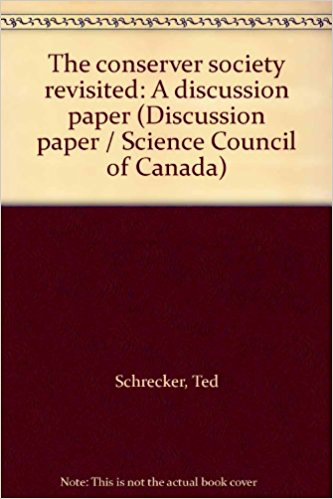 The conserver society
revisited: A discussion
paper (Discussion
paper / Science Council
of Canada)
Schrecker, Ted
Note: This is not the actual book cover